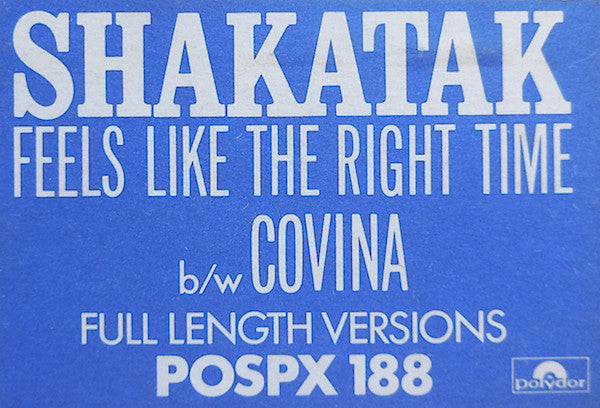 SHAKATAK
FEELS LIKE THE RIGHT TIME
b/w COVINA
FULL LENGTH VERSIONS
POSPX 188
polydor